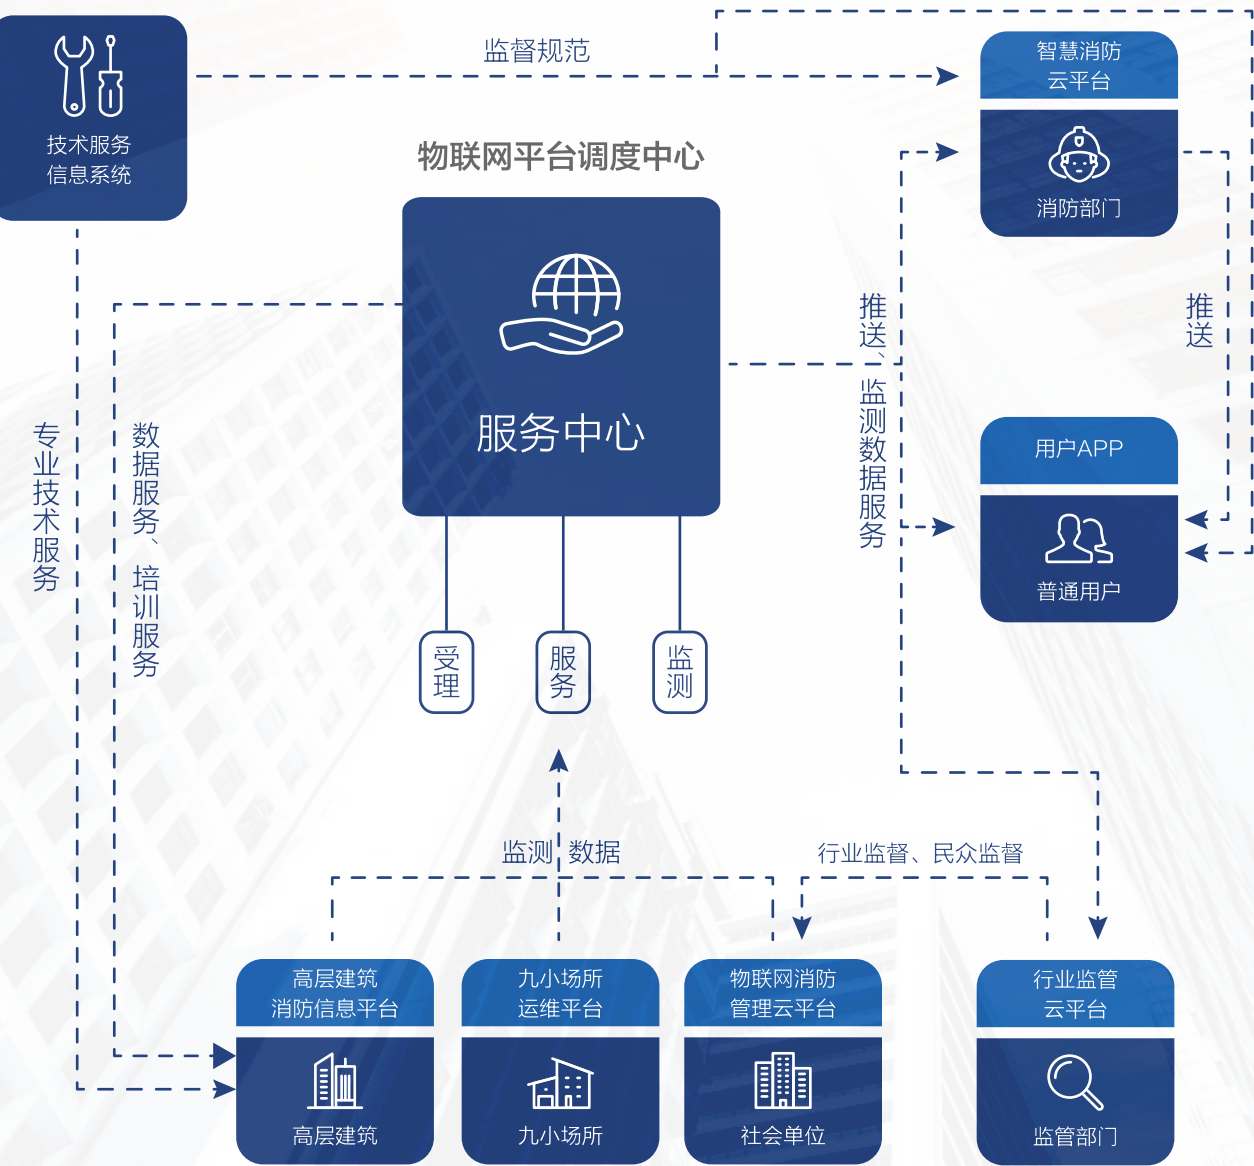 技术服务
信息系统
监督规范
智慧消防
云平台
消防部门
物联网平台调度中心
服务中心
推送、监测数据服务
推送
专业技术服务
数据服务、培训服务
用户APP
普通用户
受理
服务
监测
监测 数据
行业监督、民众监督
高层建筑
消防信息平台
高层建筑
九小场所
运维平台
九小场所
物联网消防
管理云平台
社会单位
行业监管
云平台
监管部门